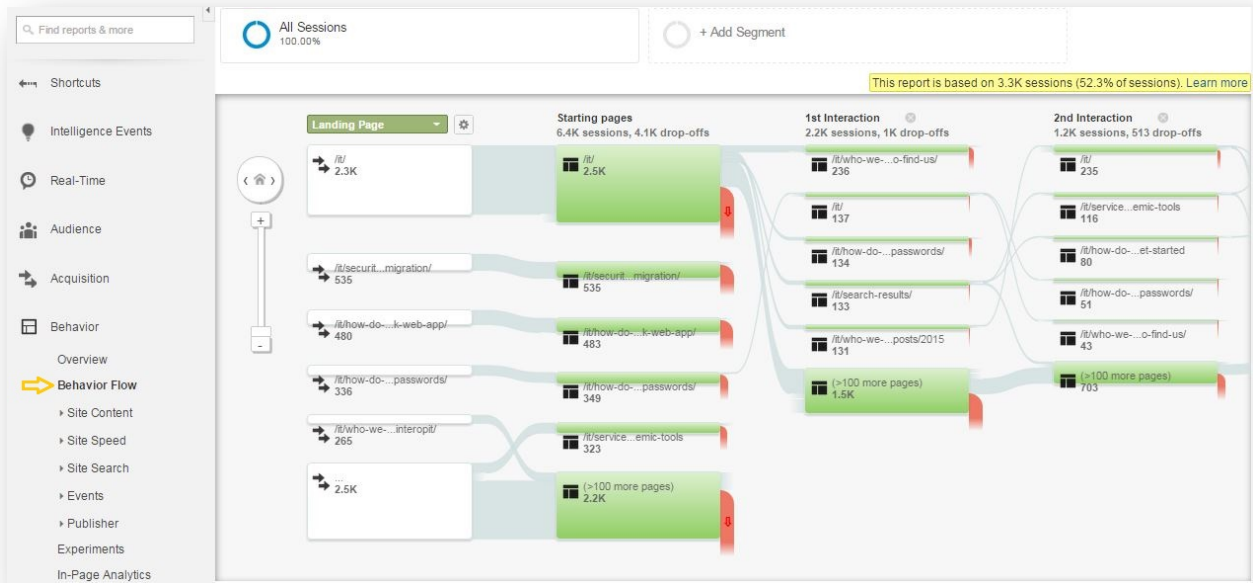 Find reports & more
All Sessions
100.00%
+ Add Segment
This report is based on 3.3K sessions (52.3% of sessions). Learn more
Shortcuts
Intelligence Events
Real-Time
Audience
Acquisition
Behavior
Overview
Behavior Flow
Site Content
Site Speed
Site Search
Events
Publisher
Experiments
In-Page Analytics
Landing Page
/it/
2.3K
/it/securit...migration/
535
/it/how-do-...k-web-app/
480
/it/how-do-...passwords/
336
/it/who-we-...interopit/
265
...
2.5K
Starting pages
6.4K sessions, 4.1K drop-offs
/it/
2.5K
/it/securit...migration/
535
/it/how-do-...k-web-app/
483
/it/how-do-...passwords/
349
/it/service...emic-tools
323
(>100 more pages)
2.2K
1st Interaction
2.2K sessions, 1K drop-offs
/it/who-we-...o-find-us/
236
/it/
137
/it/how-do-...passwords/
134
/it/search-results/
133
/it/who-we-...posts/2015
131
(>100 more pages)
1.5K
2nd Interaction
1.2K sessions, 513 drop-offs
/it/
235
/it/service...emic-tools
116
/it/how-do-...et-started
80
/it/how-do-...passwords/
51
/it/who-we-...o-find-us/
43
(>100 more pages)
703